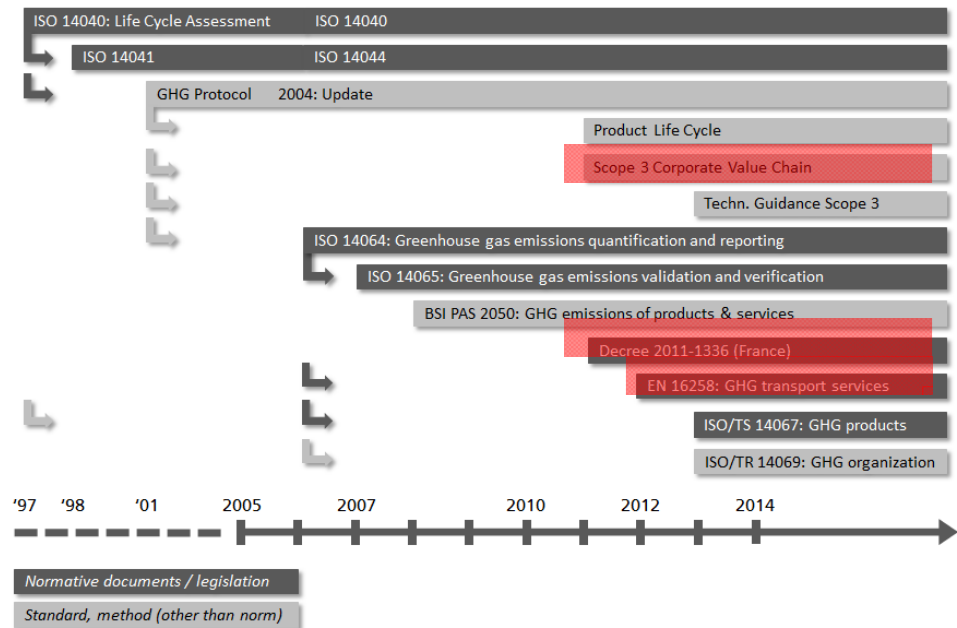 ISO 14040: Life Cycle Assessment ISO 14040
ISO 14041 ISO 14044
GHG Protocol 2004: Update
Product Life Cycle
Scope 3 Corporate Value Chain
Techn. Guidance Scope 3
ISO 14064: Greenhouse gas emissions quantification and reporting
ISO 14065: Greenhouse gas emissions validation and verification
BSI PAS 2050: GHG emissions of products & services
Decree 2011-1336 (France)
EN 16258: GHG transport services
ISO/TS 14067: GHG products
ISO/TR 14069: GHG organization
'97 '98 '01 2005 2007 2010 2012 2014
Normative documents / legislation
Standard, method (other than norm)